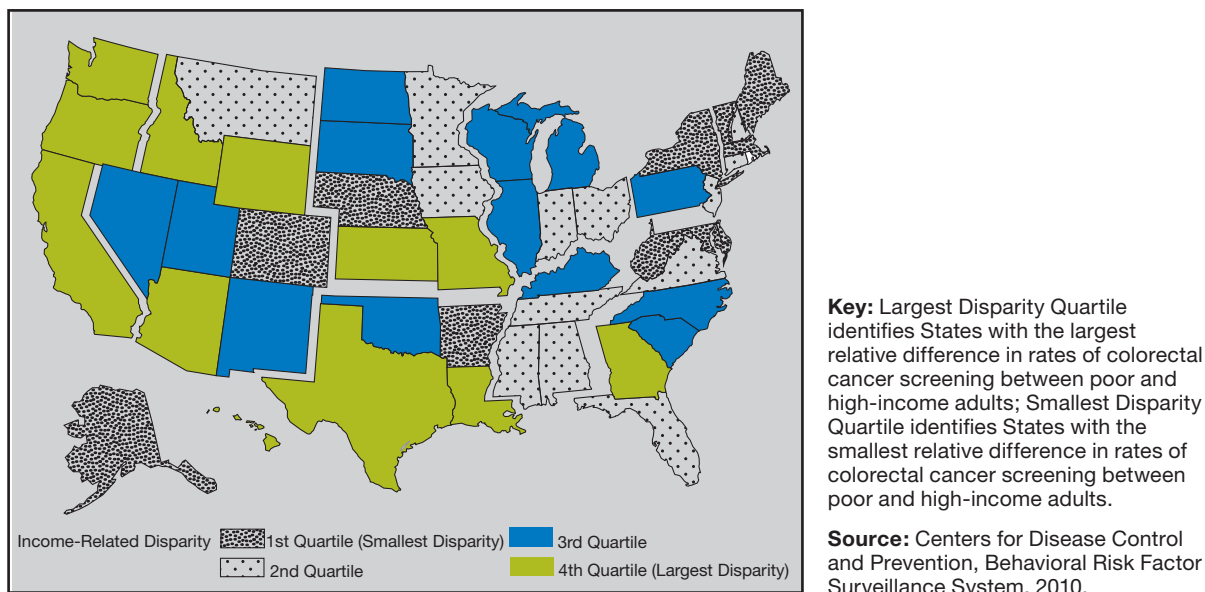 Key: Largest Disparity Quartile
identifies States with the largest
relative difference in rates of colorectal
cancer screening between poor and
high-income adults; Smallest Disparity
Quartile identifies States with the
smallest relative difference in rates of
colorectal cancer screening between
poor and high-income adults.
Source: Centers for Disease Control
and Prevention, Behavioral Risk Factor
Surveillance System, 2010.
Income-Related Disparity 1st Quartile (Smallest Disparity) 3rd Quartile
2nd Quartile 4th Quartile (Largest Disparity)